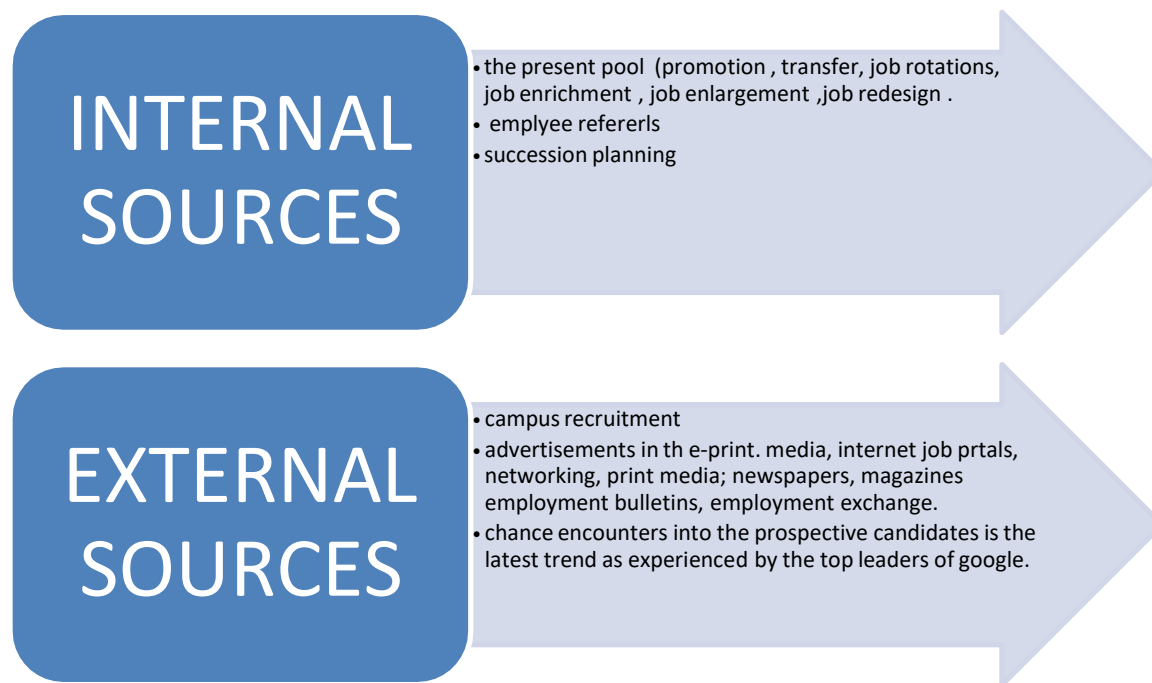 INTERNAL
SOURCES
• the present pool (promotion , transfer, job rotations,
job enrichment , job enlargement ,job redesign .
• emplyee refererls
• succession planning
EXTERNAL
SOURCES
• campus recruitment
• advertisements in th e-print. media, internet job prtals,
networking, print media; newspapers, magazines
employment bulletins, employment exchange.
• chance encounters into the prospective candidates is the
latest trend as experienced by the top leaders of google.